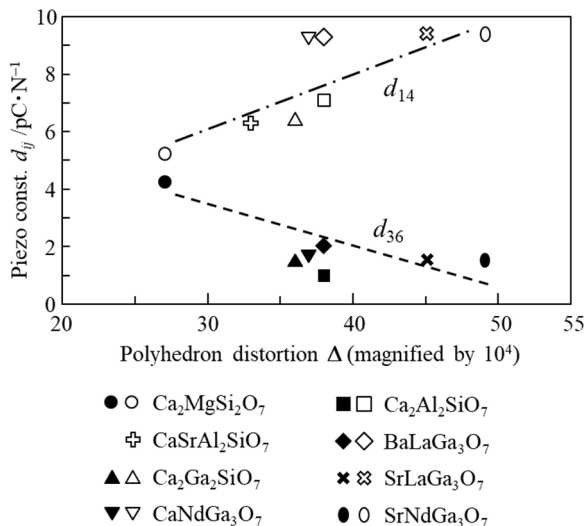 10
8
6
4
2
0
20
30
40
50
55
Piezo const. dij /pC•N−1
d14
d36
Polyhedron distortion Δ (magnified by 10⁴)
Ca2MgSi2O7
Ca2Al2SiO7
CaSrAl2SiO7
BaLaGa3O7
Ca2Ga2SiO7
SrLaGa3O7
CaNdGa3O7
SrNdGa3O7